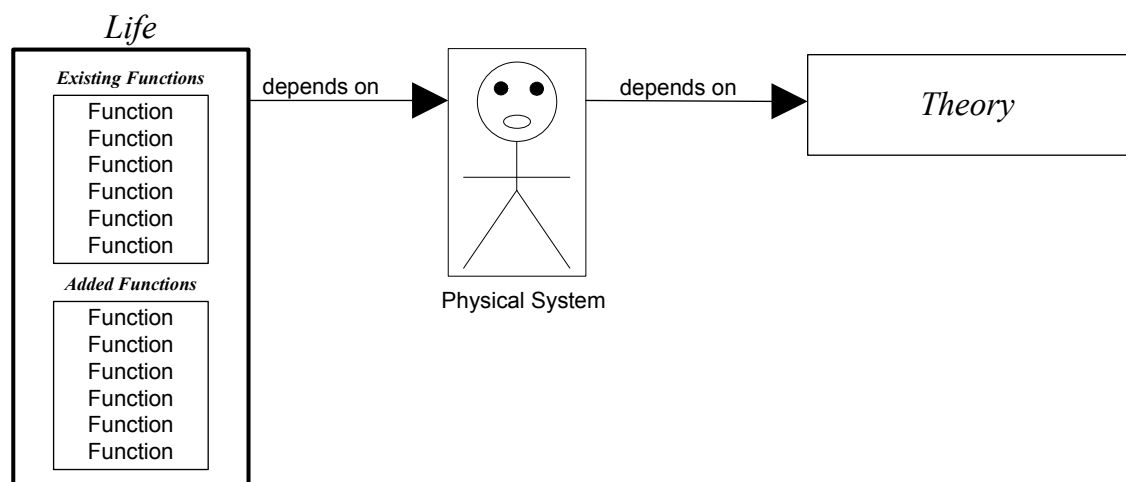 Life
Existing Functions
Function
Function
Function
Function
Function
Function
Added Functions
Function
Function
Function
Function
Function
Function
depends on
Physical System
depends on
Theory